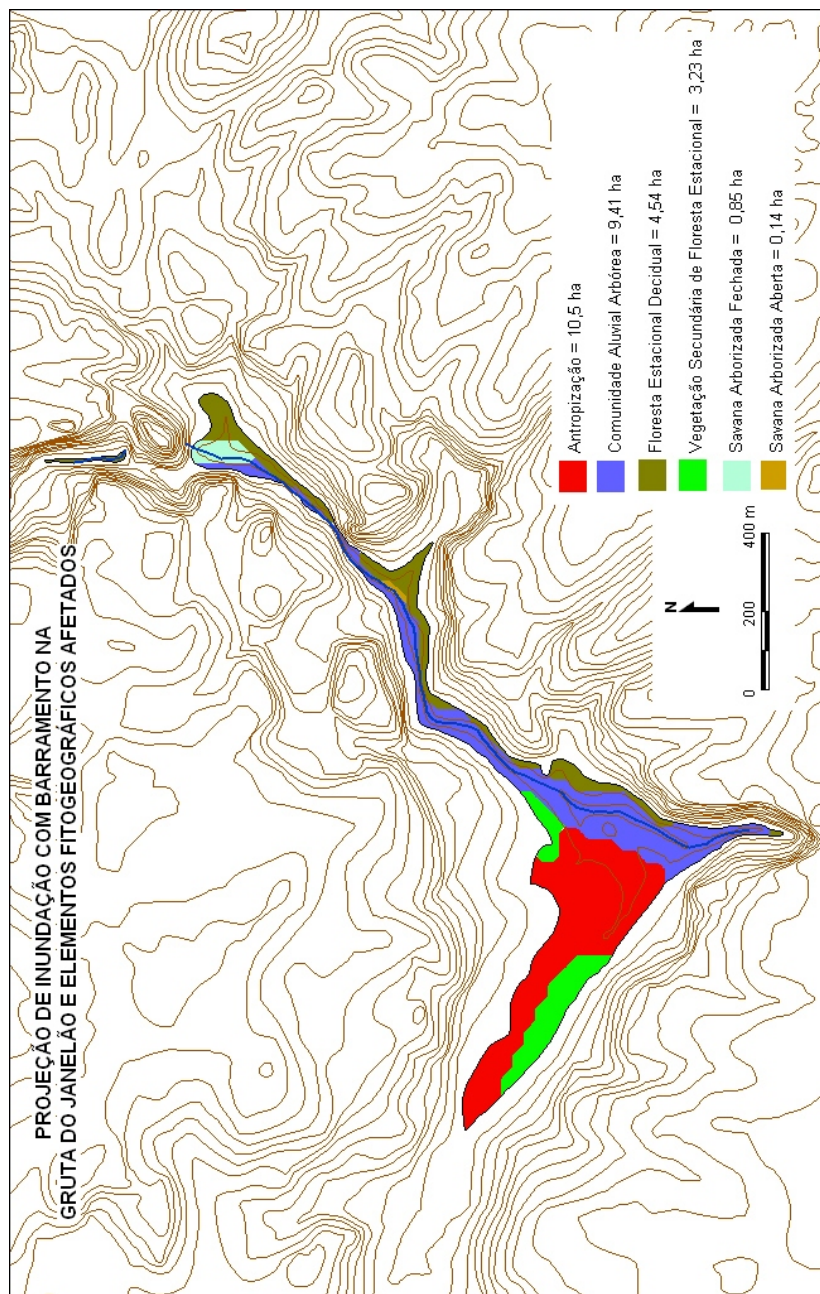 PROJEÇÃO DE INUNDAÇÃO COM BARRAMENTO NA
GRUTA DO JANELÃO E ELEMENTOS FITOGEOGRÁFICOS AFETADOS
Antropização = 10,5 ha
Comunidade Aluvial Arbórea = 9,41 ha
Floresta Estacional Decidual = 4,54 ha
Vegetação Secundária de Floresta Estacional = 3,23 ha
Savana Arborizada Fechada = 0,85 ha
Savana Arborizada Aberta = 0,14 ha
N
0 200 400 m